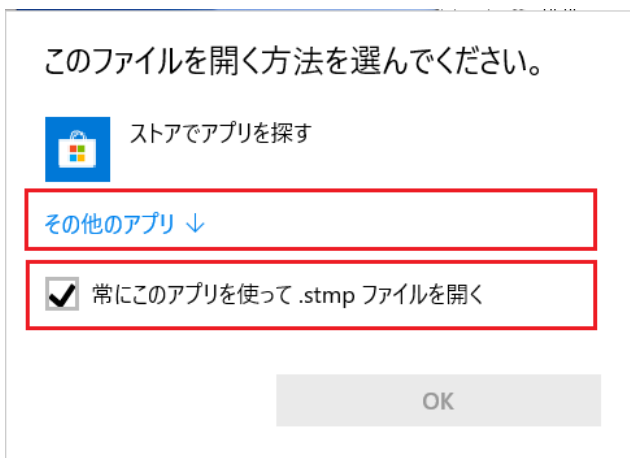 このファイルを開く方法を選んでください。
ストアでアプリを探す
その他のアプリ ↓
常にこのアプリを使って .stmp ファイルを開く
OK